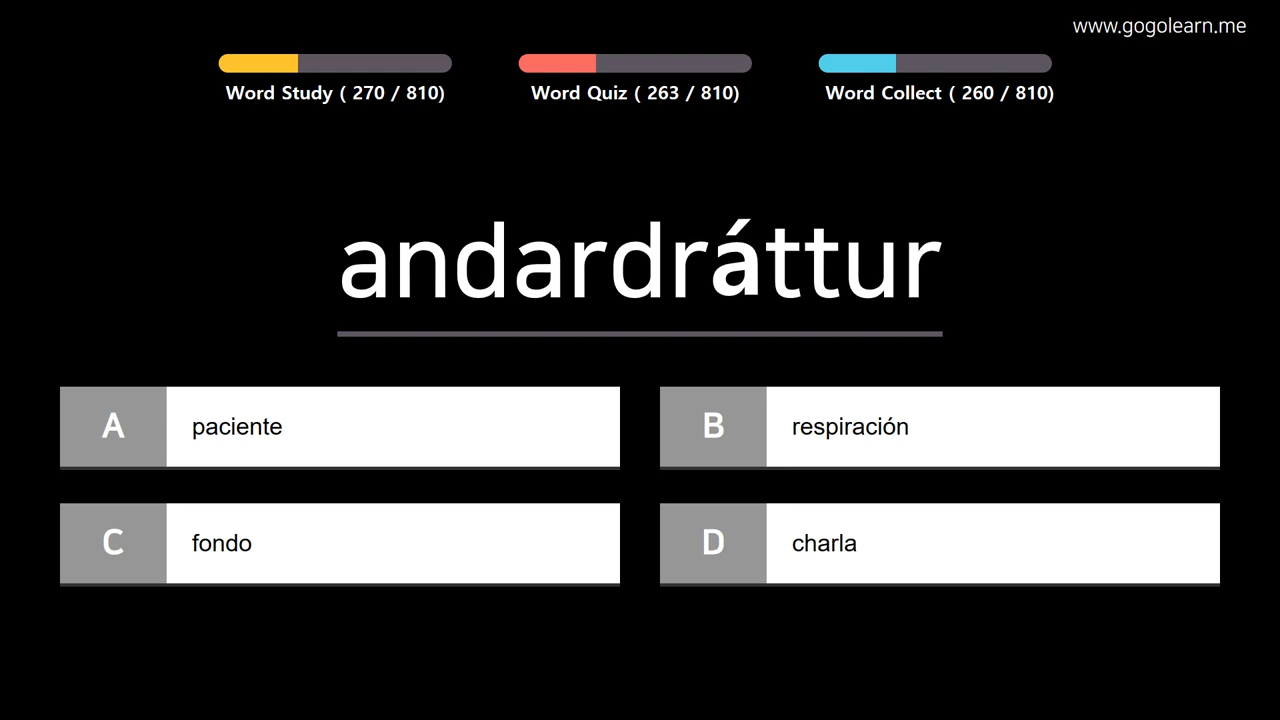 www.gogolearn.me
Word Study ( 270 / 810)
Word Quiz ( 263 / 810)
Word Collect ( 260 / 810)
andardráttur
A paciente
B respiración
C fondo
D charla